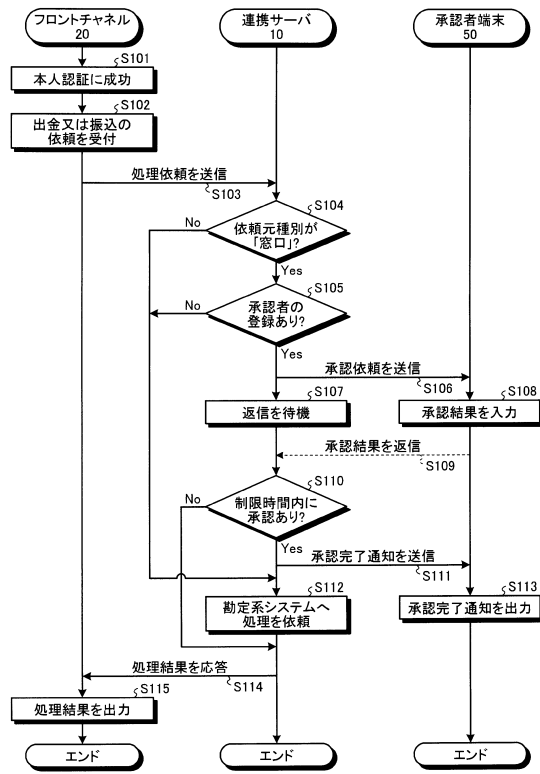 フロントチャネル
20
連携サーバ
10
承認者端末
50
S101
本人認証に成功
S102
出金又は振込の
依頼を受付
処理依頼を送信
S103
S104
依頼元種別が
「窓口」?
No
Yes
S105
承認者の
登録あり?
No
Yes
承認依頼を送信
S106
S107
返信を待機
S108
承認結果を入力
承認結果を返信
S109
S110
制限時間内に
承認あり?
No
Yes
承認完了通知を送信
S111
S112
勘定系システムへ
処理を依頼
S113
承認完了通知を出力
処理結果を応答
S114
S115
処理結果を出力
エンド
エンド
エンド